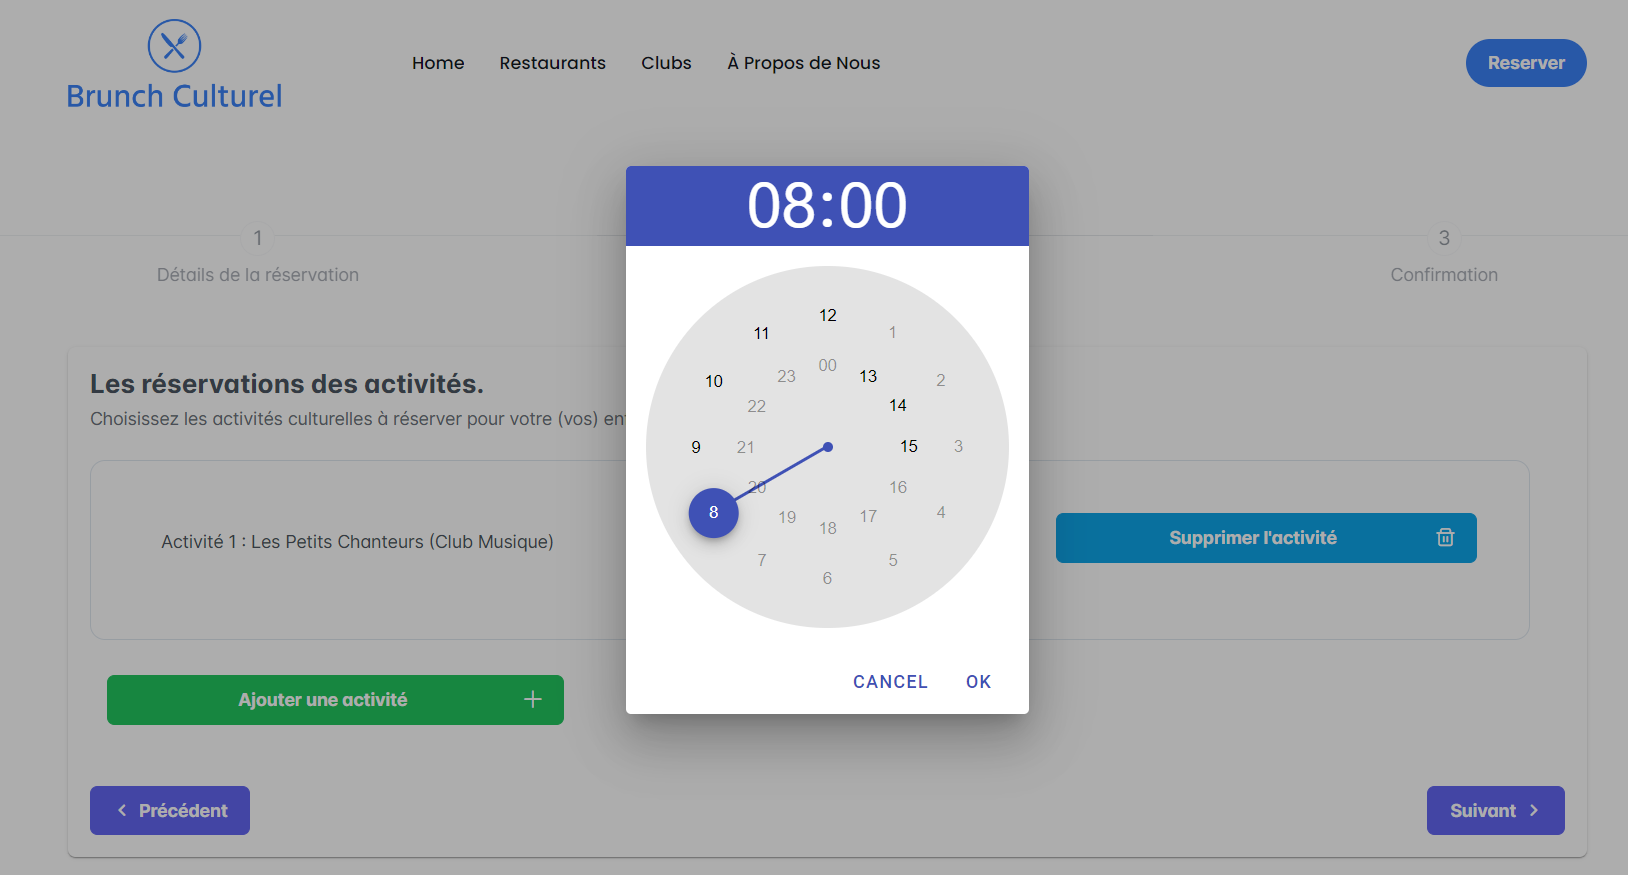 Brunch Culturel
Home Restaurants Clubs À Propos de Nous
Reserver
08:00
1
Détails de la réservation
3
Confirmation
12
11 1
00
23 13
10 2
22 14
9 21 15 3
20 16
8 4
19 17
18
7 5
6
Les réservations des activités.
Choisissez les activités culturelles à réserver pour votre (vos)
Activité 1 : Les Petits Chanteurs (Club Musique)
Supprimer l'activité
CANCEL OK
Ajouter une activité
Précédent
Suivant